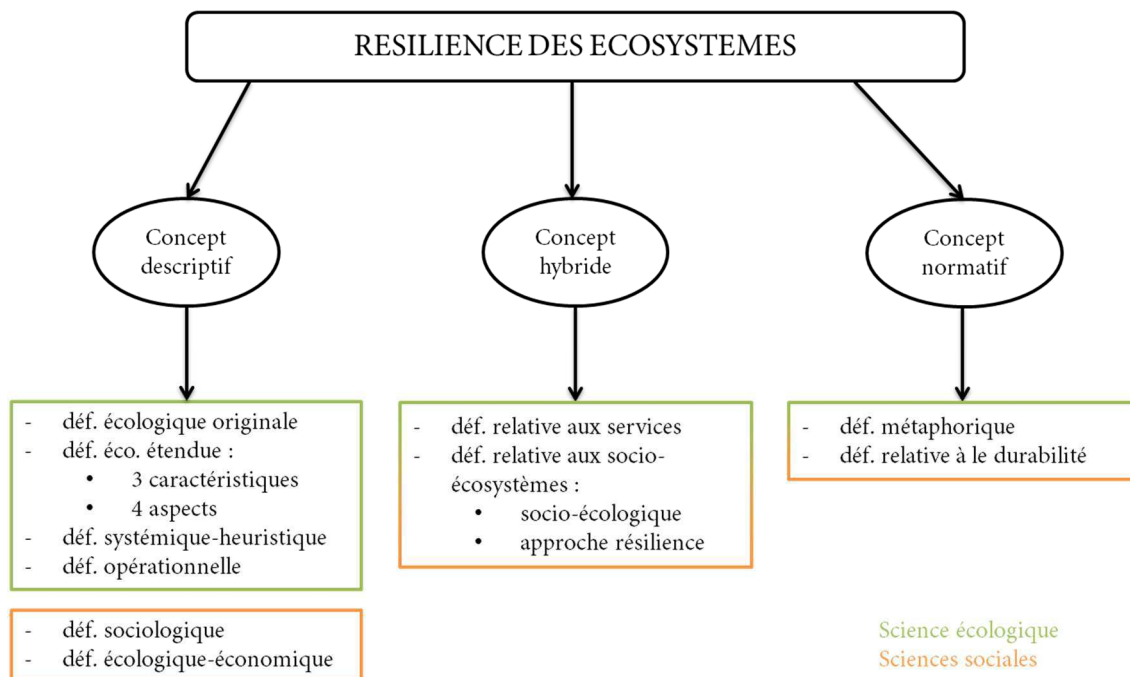 RESILIENCE DES ECOSYSTEMES
Concept
descriptif
Concept
hybride
Concept
normatif
- déf. écologique originale
- déf. éco. étendue :
• 3 caractéristiques
• 4 aspects
- déf. systémique-heuristique
- déf. opérationnelle
- déf. sociologique
- déf. écologique-économique
- déf. relative aux services
- déf. relative aux socio-
écosystèmes :
• socio-écologique
• approche résilience
- déf. métaphorique
- déf. relative à le durabilité
Science écologique
Sciences sociales